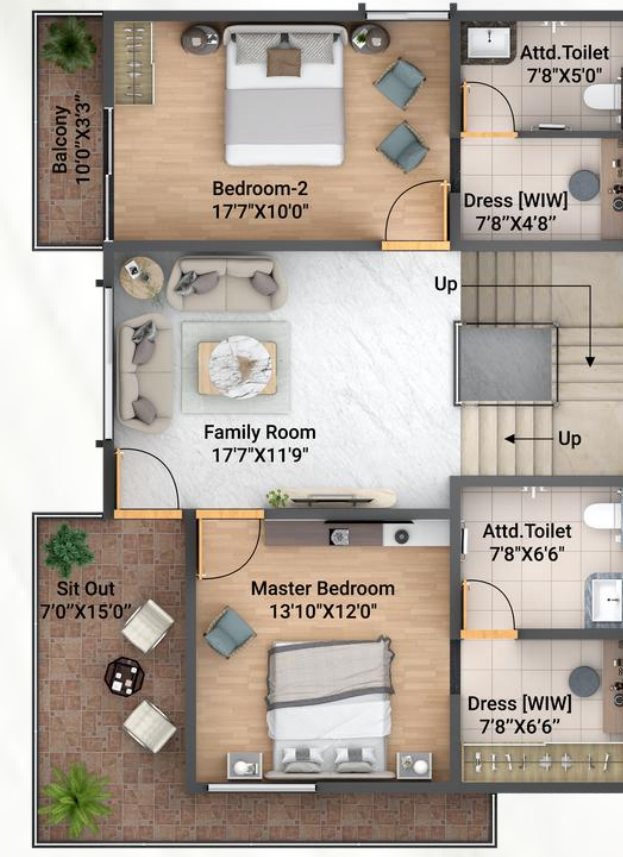 Attd.Toilet
7'8"X5'0"
Balcony
10'0"X3'3"
Bedroom-2
17'7"X10'0"
Dress [WIW]
7'8”X4'8”
Up
Family Room
17'7"X11'9"
Up
Attd.Toilet
7'8"X6'6"
Sit Out
7'0”X15'0”
Master Bedroom
13'10"X12'0"
Dress [WIW]
7'8”X6'6”